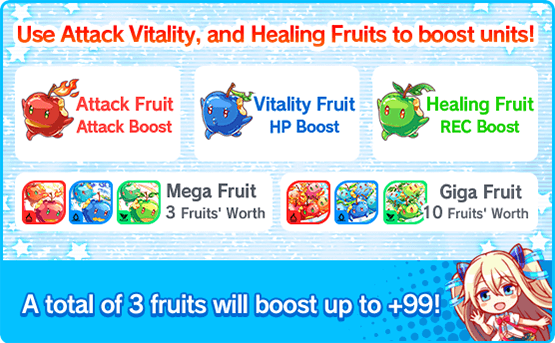 Use Attack Vitality, and Healing Fruits to boost units!
Attack Fruit
Attack Boost
Vitality Fruit
HP Boost
Healing Fruit
REC Boost
Mega Fruit
3 Fruits' Worth
Giga Fruit
10 Fruits' Worth
A total of 3 fruits will boost up to +99!